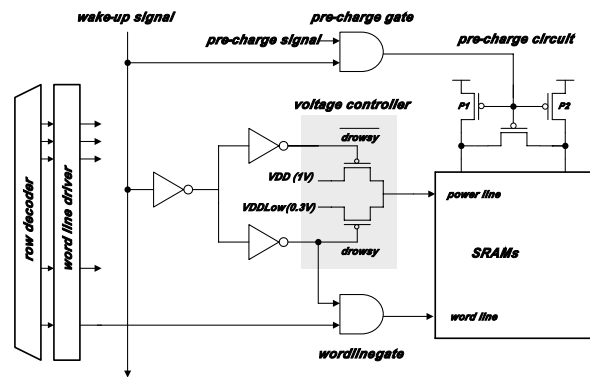 wake-up signal
pre-charge gate
pre-charge signal
pre-charge circuit
P1
P2
voltage controller
drowsy
VDD (1V)
VDDLow(0.3V)
drowsy
power line
SRAMs
word line
row decoder
word line driver
wordlinegate